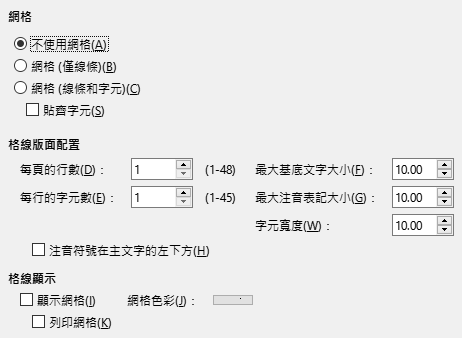 網格
不使用網格(A)
網格 (僅線條)(B)
網格 (線條和字元)(C)
貼齊字元(S)
格線版面配置
每頁的行數(D)： 1 (1-48) 最大基底文字大小(F)： 10.00
每行的字元數(E)： 1 (1-45) 最大注音表記大小(G)： 10.00
字元寬度(W)： 10.00
注音符號在主文字的左下方(H)
格線顯示
顯示網格(I) 網格色彩(J)：
列印網格(K)